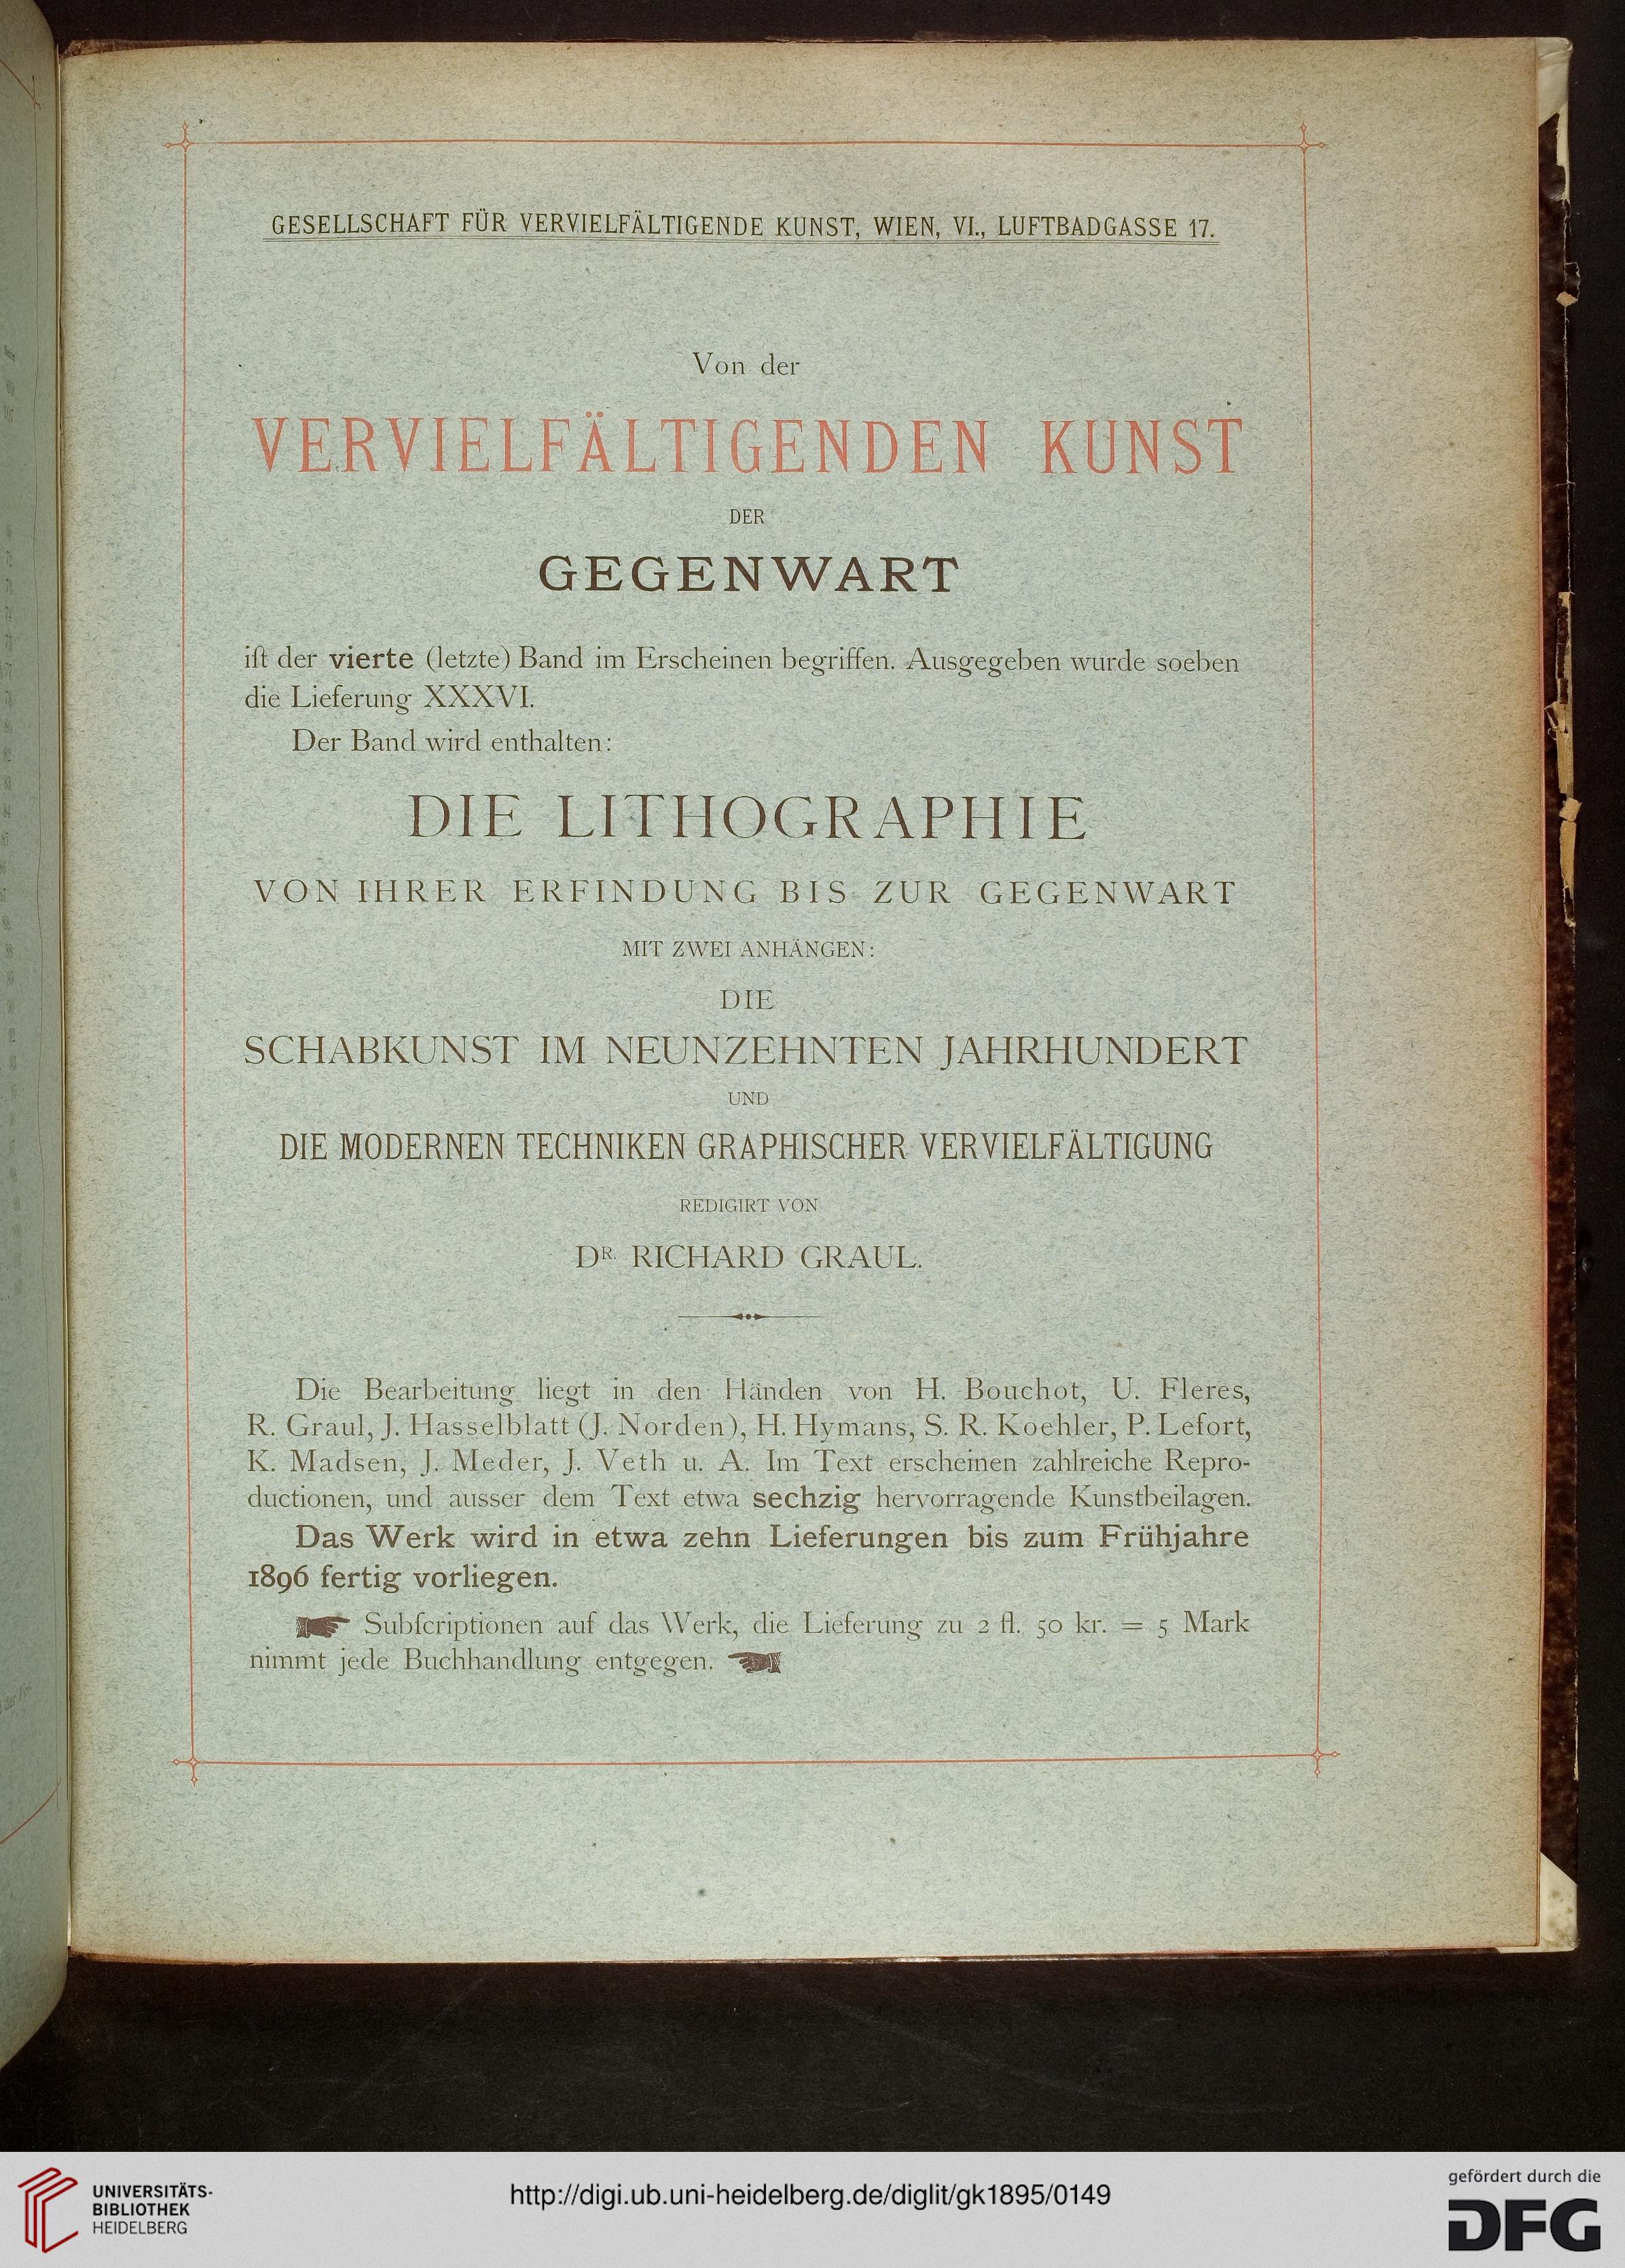 GESELLSCHAFT FÜR VERVIELFÄLTIGENDE KUNST, WIEN, VI., LUFTBADGASSE 17.
Von der
VERVIELFÄLTIGENDEN KUNST
DER
GEGENWART
iſt der vierte (letzte) Band im Erscheinen begriffen. Ausgegeben wurde soeben
die Lieferung XXXVI.
Der Band wird enthalten:
DIE LITHOGRAPHIE
VON IHRER ERFINDUNG BIS ZUR GEGENWART
MIT ZWEI ANHÄNGEN:
DIE
SCHABKUNST IM NEUNZEHNTEN JAHRHUNDERT
UND
DIE MODERNEN TECHNIKEN GRAPHISCHER VERVIELFÄLTIGUNG
REDIGIRT VON
DR. RICHARD GRAUL.
Die Bearbeitung liegt in den Händen von H. Bouchot, U. Fleres,
R. Graul, J. Hasselblatt (J. Norden), H. Hymans, S. R. Koehler, P. Lefort,
K. Madsen, J. Meder, J. Veth u. A. Im Text erscheinen zahlreiche Repro-
ductionen, und ausser dem Text etwa sechzig hervorragende Kunstbeilagen.
Das Werk wird in etwa zehn Lieferungen bis zum Frühjahre
1896 fertig vorliegen.
Subſcriptionen auf das Werk, die Lieferung zu 2 fl. 50 kr. = 5 Mark
nimmt jede Buchhandlung entgegen.
UNIVERSITÄTS-
BIBLIOTHEK
HEIDELBERG
http://digi.ub.uni-heidelberg.de/diglit/gk1895/0149
gefördert durch die
DFG